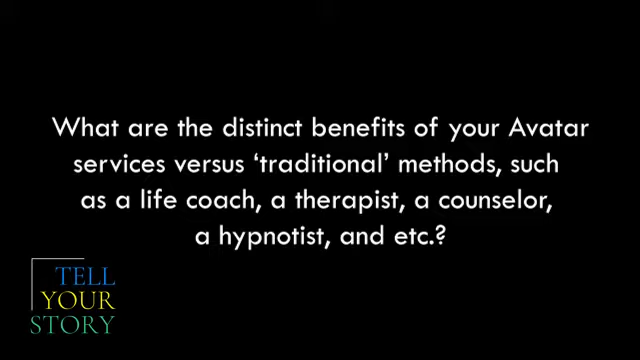 What are the distinct benefits of your Avatar
services versus ‘traditional’ methods, such
as a life coach, a therapist, a counselor,
a hypnotist, and etc.?
TELL
YOUR
STORY